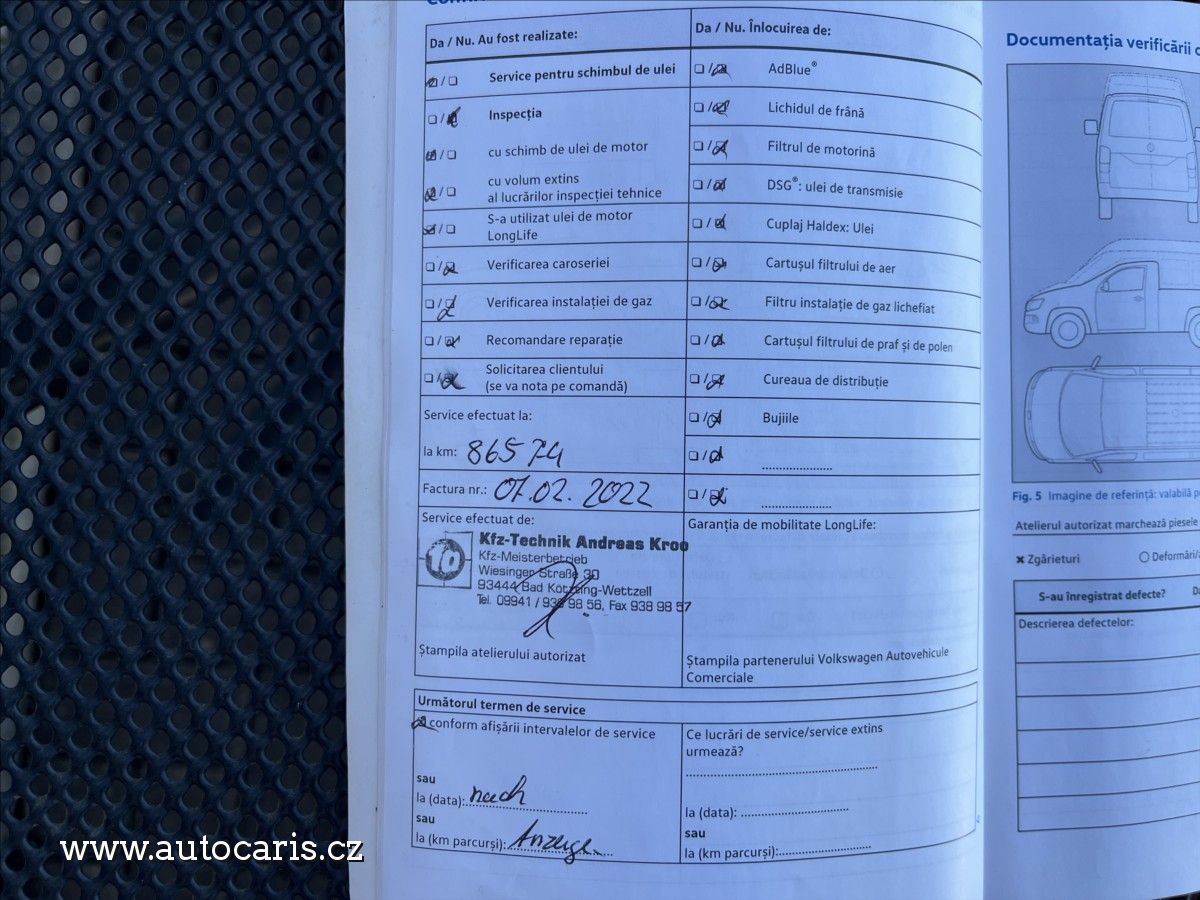 Da / Nu. Au fost realizate:
Service pentru schimbul de ulei
Inspecția
cu schimb de ulei de motor
cu volum extins
al lucrărilor inspecției tehnice
S-a utilizat ulei de motor
LongLife
Verificarea caroseriei
Verificarea instalației de gaz
Recomandare reparație
Solicitarea clientului
(se va nota pe comandă)
Service efectuat la:
la km: 86574
Factura nr.: 07.02.2022
Service efectuat de:
Kfz-Technik Andreas
Kfz-Meisterbetrieb
Wiesinger Straße 30
93444 Bad Kötzting-Wettzell
Tel. 09941 / 938 98 56, Fax 938 98 57
Ștampila atelierului autorizat
Da / Nu. Înlocuirea de:
AdBlue®
Lichidul de frână
Filtrul de motorină
DSG®: ulei de transmisie
Cuplaj Haldex: Ulei
Cartușul filtrului de aer
Filtru instalație de gaz lichefiat
Cartușul filtrului de praf și de polen
Cureaua de distribuție
Bujiile
Garanția de mobilitate LongLife:
Ștampila partenerului Volkswagen Autovehicule
Comerciale
Următorul termen de service
conform afișării intervalelor de service
sau
la (data): nach
sau
la (km parcurși): Anzeige
Ce lucrări de service/service extins
urmează?
la (data):
sau
la (km parcurși):
Documentația verificării
Fig. 5 Imagine de referință: valabilă
Atelierul autorizat marchează piesele
Zgârieturi
Deformări/
S-au înregistrat defecte?
Descrierea defectelor:
www.autocaris.cz